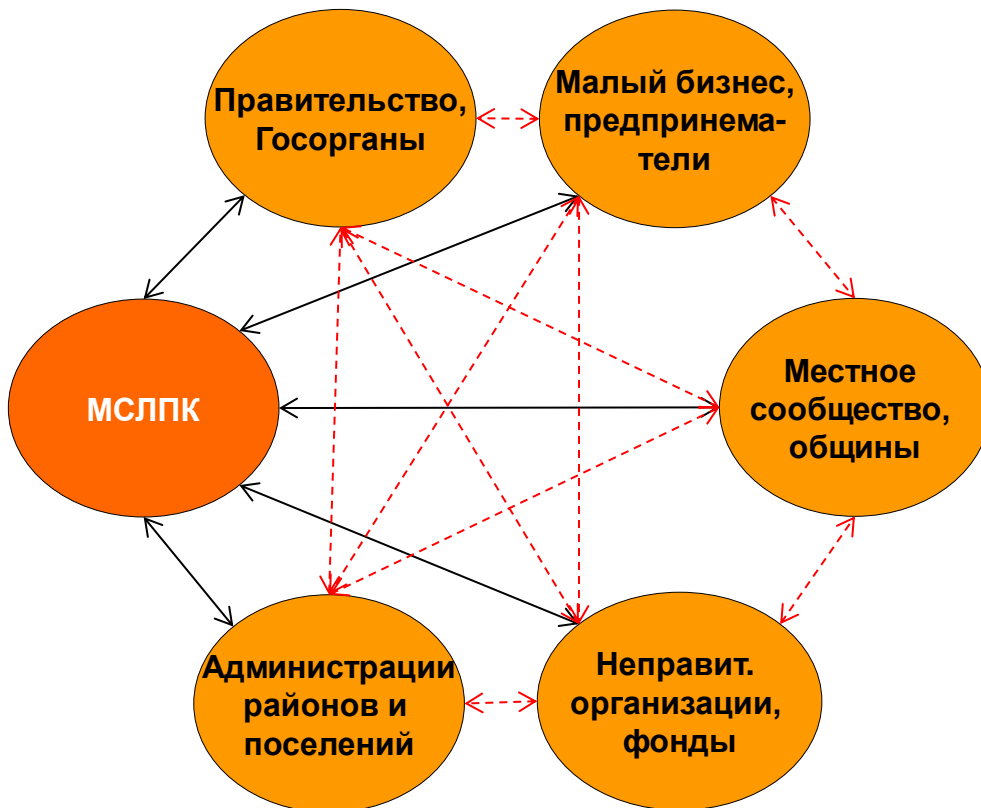 Правительство,
Госорганы
Малый бизнес,
предпринема-
тели
МСЛПК
Местное
сообщество,
общины
Администрации
районов и
поселений
Неправит.
организации,
фонды